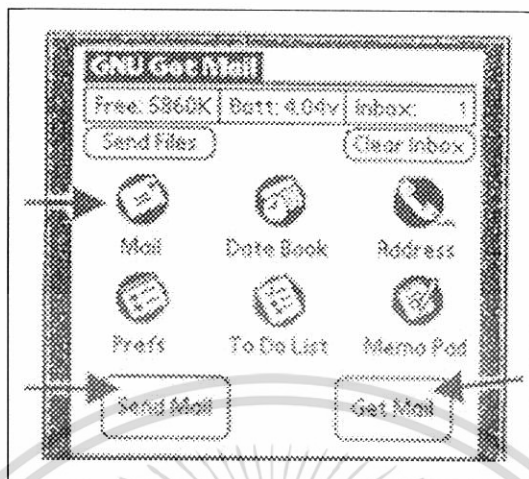 GNU Get Mail
Free: 5860K Batt: 4.04v Inbox: 1
Send Files Clear Inbox
Mail Date Book Address
Prefs To Do List Memo Pad
Send Mail Get Mail